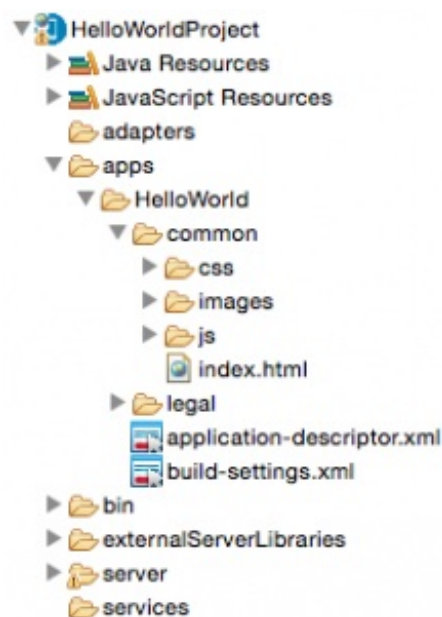 HelloWorldProject
Java Resources
JavaScript Resources
adapters
apps
HelloWorld
common
css
images
js
index.html
legal
application-descriptor.xml
build-settings.xml
bin
externalServerLibraries
server
services